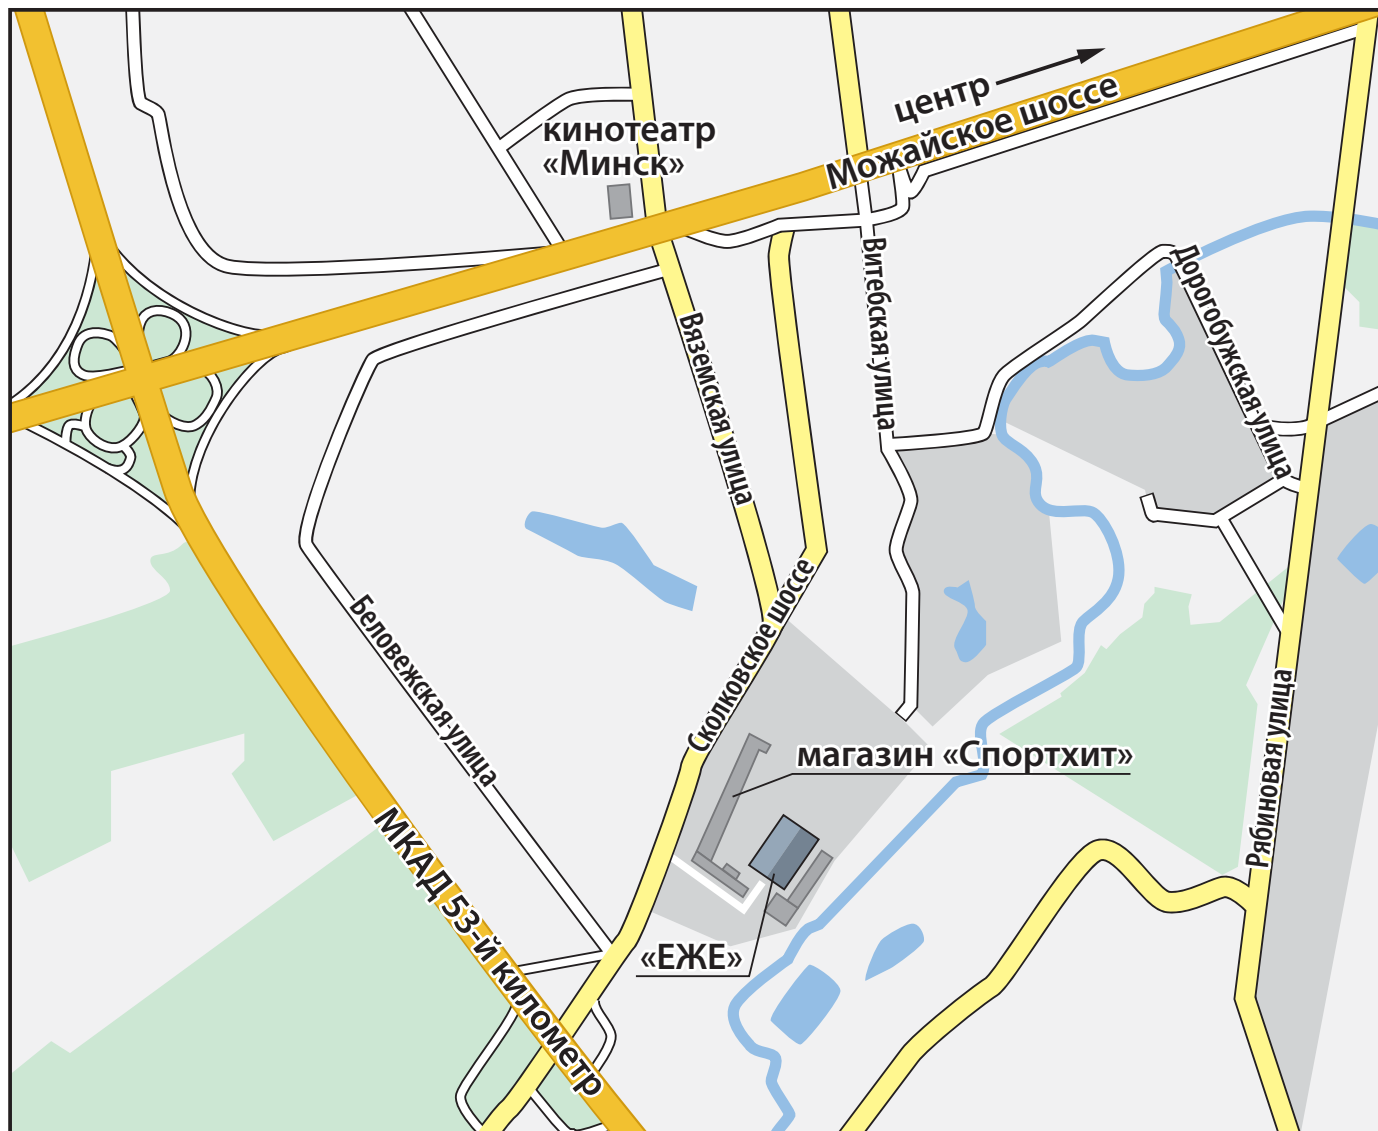 центр
Можайское шоссе
кинотеатр
«Минск»
Витебская улица
Дорогобужская улица
Вяземская улица
Сколковское шоссе
Беловежская улица
магазин «Спортхит»
Рябиновая улица
МКАД 53-й километр
«ЕЖЕ»